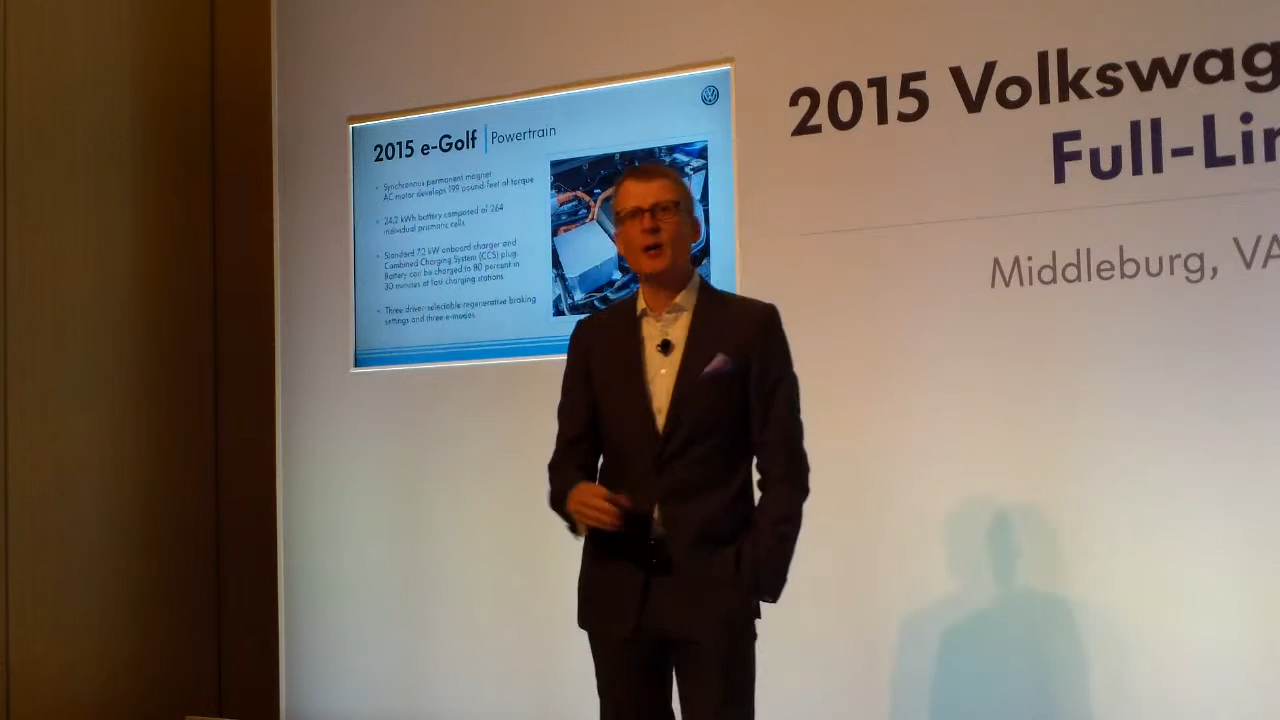 2015 e-Golf | Powertrain
• Synchronous permanent magnet
AC motor develops 199 pound-feet of torque
• 24.2 kWh battery composed of 264
individual prismatic cells
• Standard 7.2 kW onboard charger and
Combined Charging System (CCS) plug.
Battery can be charged to 80 percent in
30 minutes at fast charging stations
• Three driver-selectable regenerative braking
settings and three e-modes
2015 Volkswag
Full-Lin
Middleburg, VA